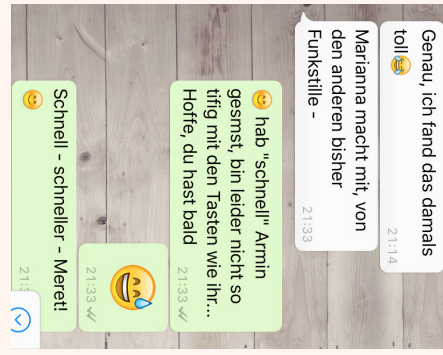 Genau, ich fand das damals
toll😂
21:14
Marianna macht mit, von
den anderen bisher
Funkstille -
21:33
😊 hab "schnell" Armin
gesmst, bin leider nicht so
tifig mit den Tasten wie ihr...
Hoffe, du hast bald
21:33
😅
21:33
Schnell - schneller - Meret!
😊